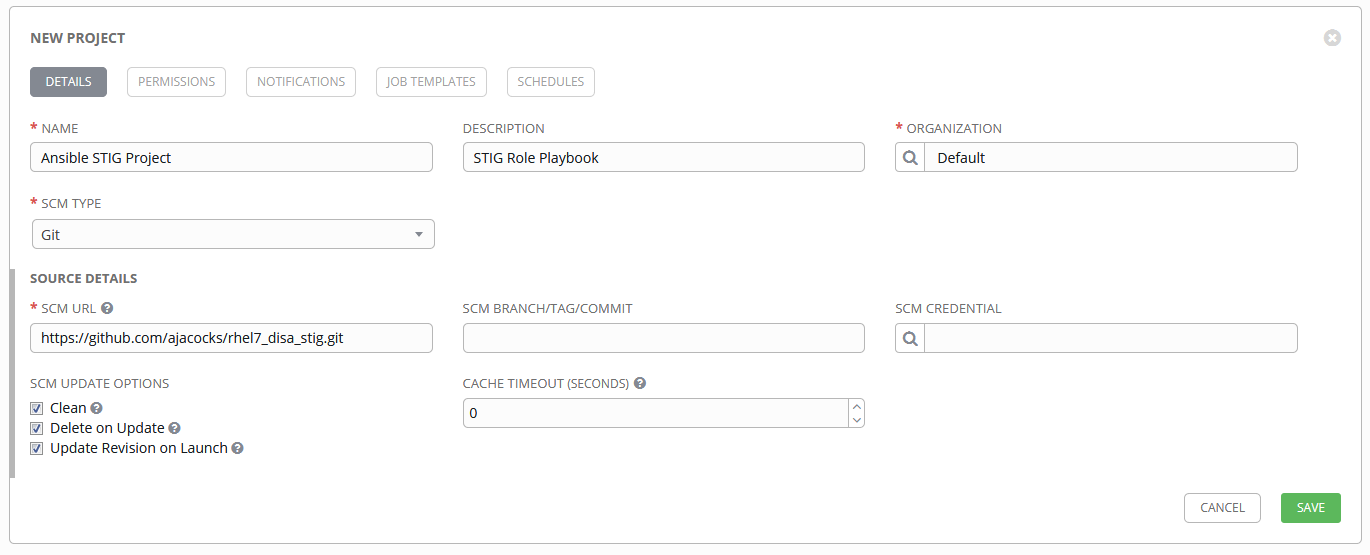 NEW PROJECT
DETAILS PERMISSIONS NOTIFICATIONS JOB TEMPLATES SCHEDULES
* NAME DESCRIPTION * ORGANIZATION
Ansible STIG Project STIG Role Playbook Default
* SCM TYPE
Git
SOURCE DETAILS
* SCM URL SCM BRANCH/TAG/COMMIT SCM CREDENTIAL
https://github.com/ajacocks/rhel7_disa_stig.git
SCM UPDATE OPTIONS CACHE TIMEOUT (SECONDS)
Clean 0
Delete on Update
Update Revision on Launch
CANCEL SAVE